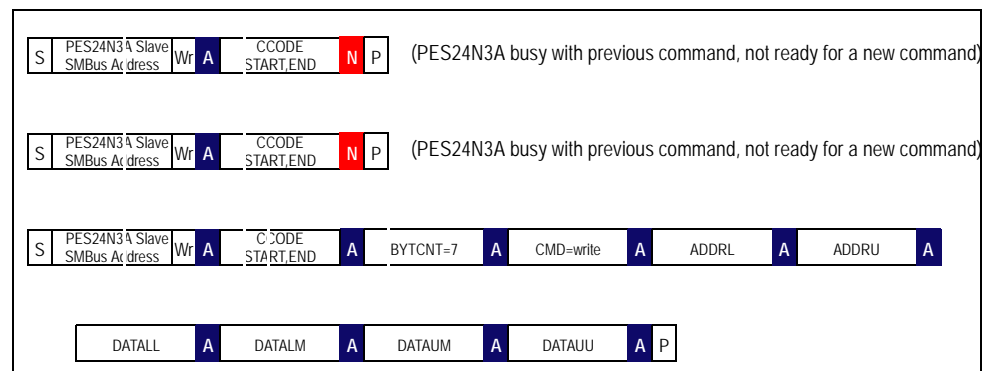 S PES24N3A Slave SMBus Address Wr A CCODE START,END N P (PES24N3A busy with previous command, not ready for a new command)
S PES24N3A Slave SMBus Address Wr A CCODE START,END N P (PES24N3A busy with previous command, not ready for a new command)
S PES24N3A Slave SMBus Address Wr A CCODE START,END A BYTCNT=7 A CMD=write A ADDRL A ADDRU A
DATALL A DATALM A DATAUM A DATAUU A P